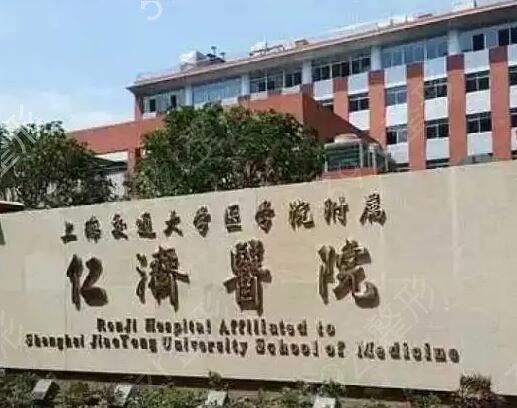 上海交通大学医学院附属
仁濟醫院
RenJi Hospital Affiliated to
Shanghai JiaoTong University School of Medicine